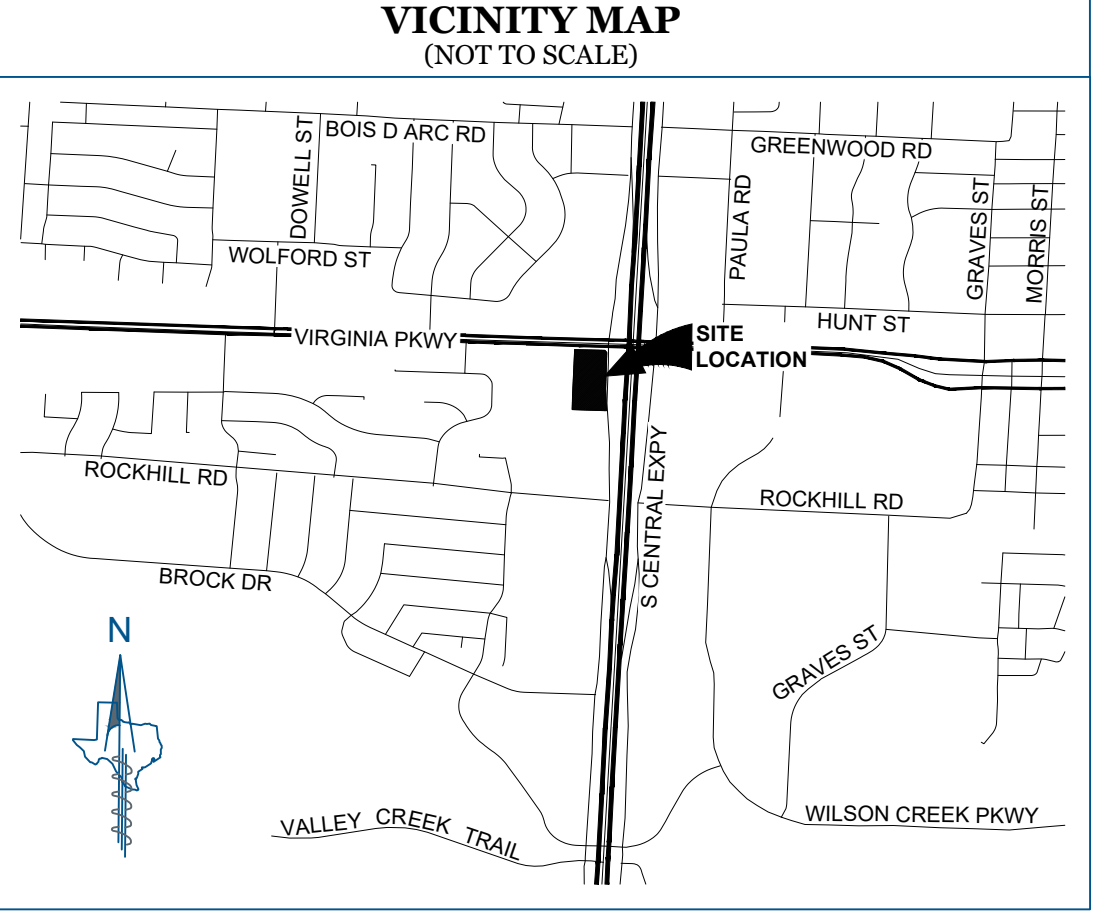 VICINITY MAP
(NOT TO SCALE)
BOIS D ARC RD
DOWELL ST
GREENWOOD RD
PAULA RD
GRAVES ST
MORRIS ST
WOLFORD ST
HUNT ST
VIRGINIA PKWY
SITE
LOCATION
S CENTRAL EXPY
ROCKHILL RD
ROCKHILL RD
BROCK DR
N
GRAVES ST
VALLEY CREEK TRAIL
WILSON CREEK PKWY